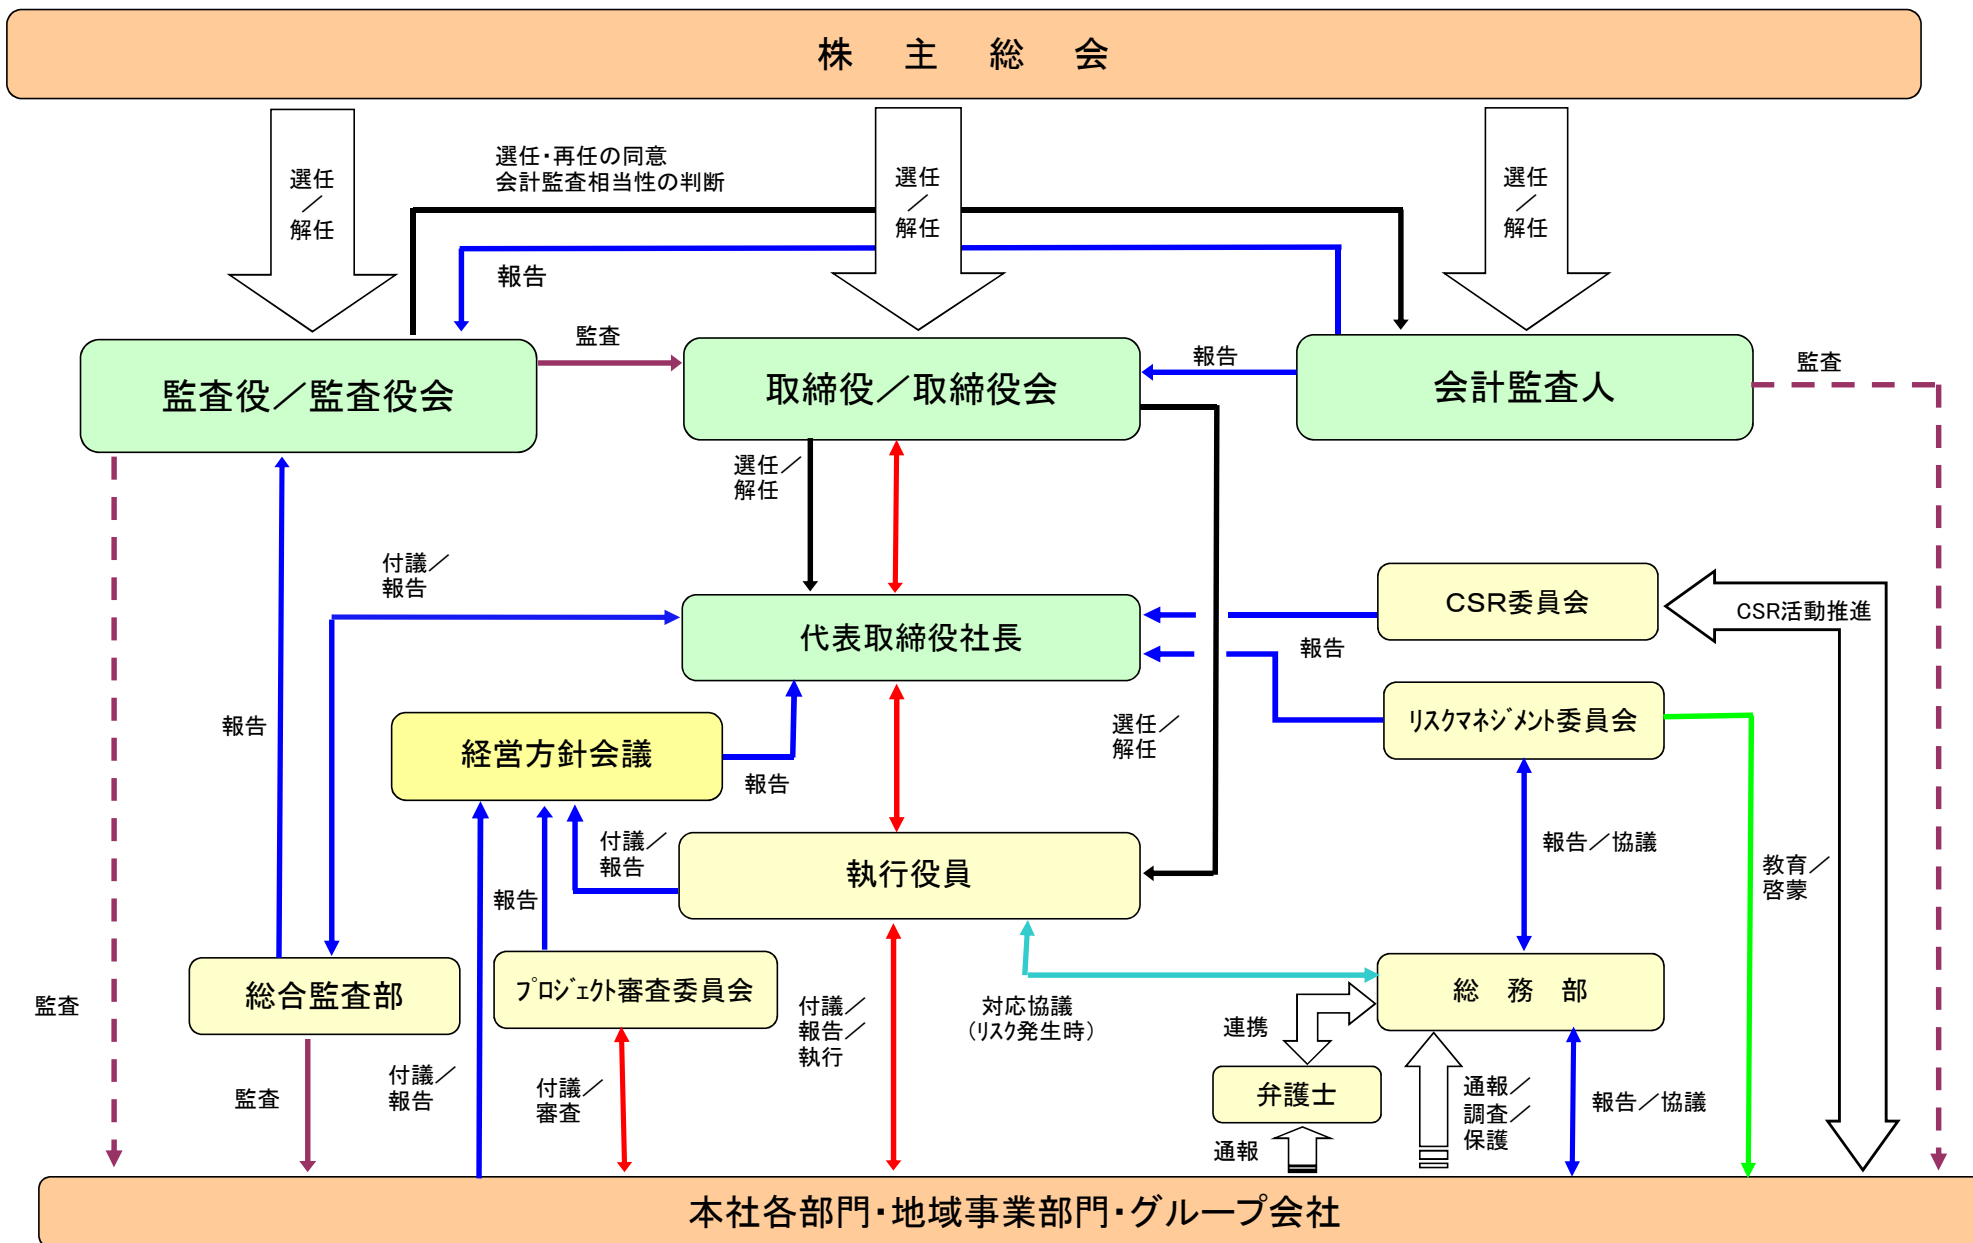 株 主 総 会
選任
／
解任
選任・再任の同意
会計監査相当性の判断
選任
／
解任
選任
／
解任
報告
監査
報告
監査
監査役／監査役会
取締役／取締役会
会計監査人
選任／
解任
付議／
報告
CSR委員会
CSR活動推進
代表取締役社長
報告
報告
経営方針会議
報告
選任／
解任
ﾘｽｸﾏﾈｼﾞﾒﾝﾄ委員会
付議／
報告
執行役員
報告／協議
教育／
啓蒙
報告
監査
総合監査部
ﾌﾟﾛｼﾞｪｸﾄ審査委員会
付議／
報告／
執行
対応協議
（ﾘｽｸ発生時）
総 務 部
連携
監査
付議／
報告
付議／
審査
弁護士
通報／
調査／
保護
報告／協議
通報
本社各部門・地域事業部門・グループ会社